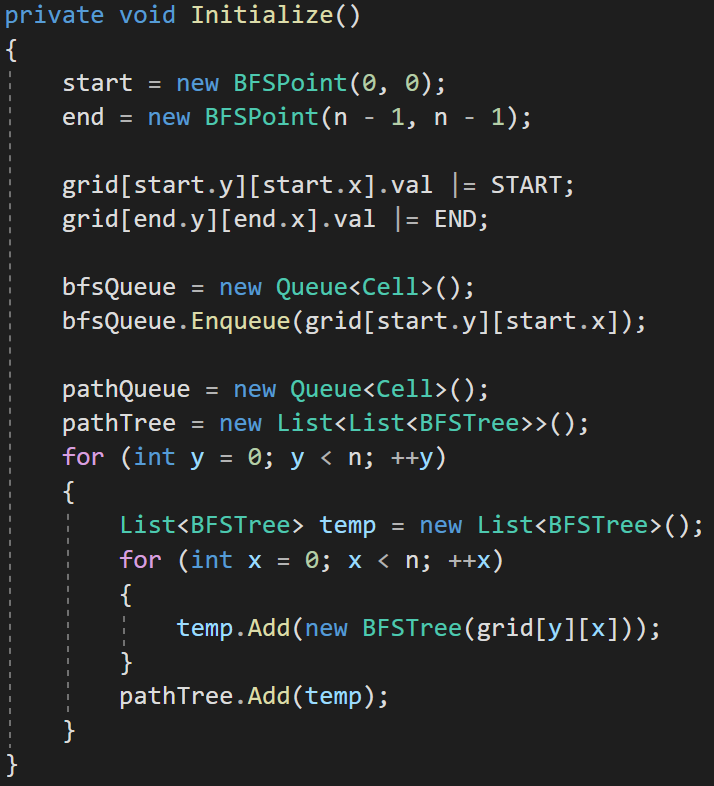 private void Initialize()
{
    start = new BFSPoint(0, 0);
    end = new BFSPoint(n - 1, n - 1);

    grid[start.y][start.x].val |= START;
    grid[end.y][end.x].val |= END;

    bfsQueue = new Queue<Cell>();
    bfsQueue.Enqueue(grid[start.y][start.x]);

    pathQueue = new Queue<Cell>();
    pathTree = new List<List<BFSTree>>();
    for (int y = 0; y < n; ++y)
    {
        List<BFSTree> temp = new List<BFSTree>();
        for (int x = 0; x < n; ++x)
        {
            temp.Add(new BFSTree(grid[y][x]));
        }
        pathTree.Add(temp);
    }
}